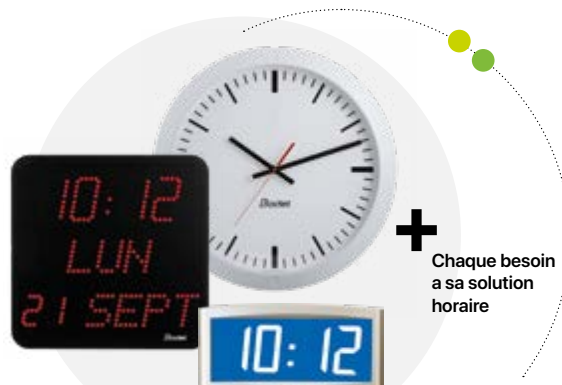 Bodet
10: 12
LUN
21 SEPT
Bodet
Chaque besoin
a sa solution
horaire
10: 12